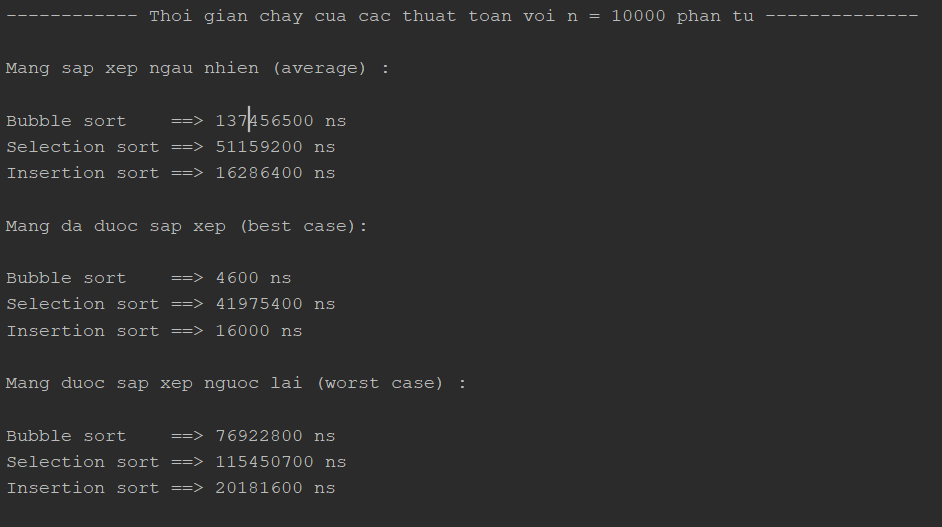 ------------ Thoi gian chay cua cac thuat toan voi n = 10000 phan tu --------------
Mang sap xep ngau nhien (average) :
Bubble sort    ==> 137456500 ns
Selection sort ==> 51159200 ns
Insertion sort ==> 16286400 ns
Mang da duoc sap xep (best case):
Bubble sort    ==> 4600 ns
Selection sort ==> 41975400 ns
Insertion sort ==> 16000 ns
Mang duoc sap xep nguoc lai (worst case) :
Bubble sort    ==> 76922800 ns
Selection sort ==> 115450700 ns
Insertion sort ==> 20181600 ns